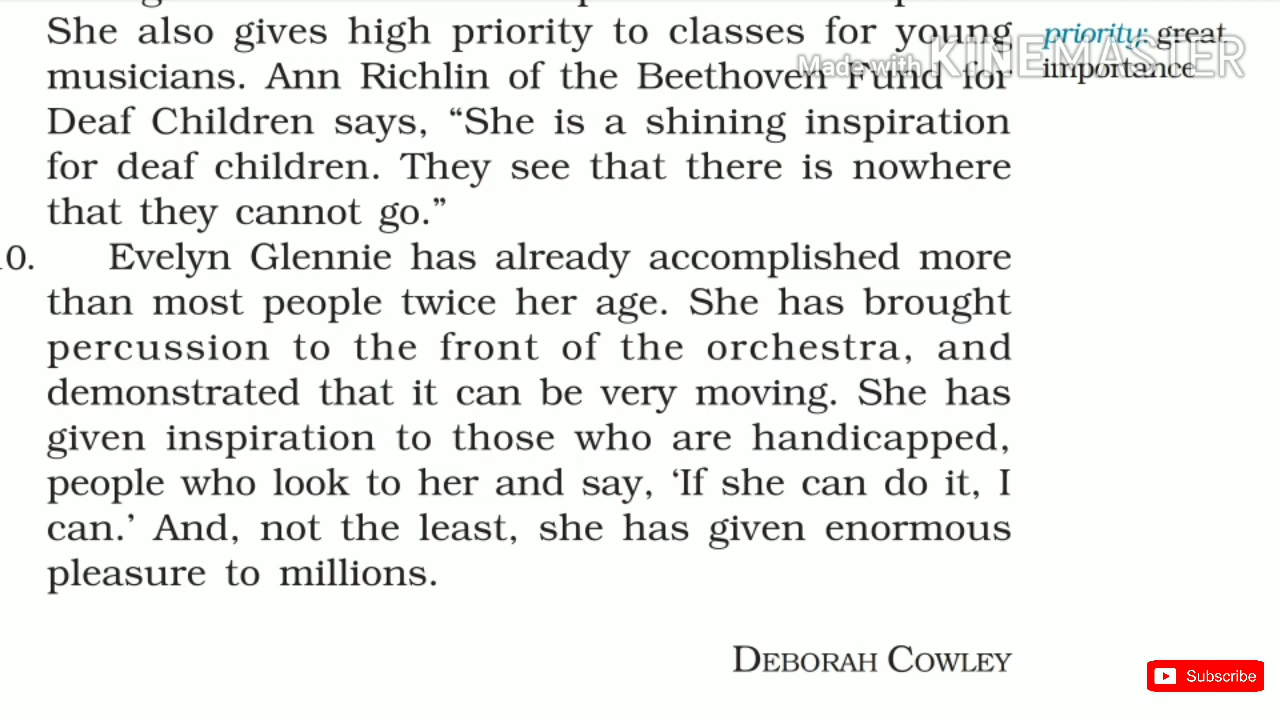 She also gives high priority to classes for young
musicians. Ann Richlin of the Beethoven Fund for
Deaf Children says, “She is a shining inspiration
for deaf children. They see that there is nowhere
that they cannot go.”
0. Evelyn Glennie has already accomplished more
than most people twice her age. She has brought
percussion to the front of the orchestra, and
demonstrated that it can be very moving. She has
given inspiration to those who are handicapped,
people who look to her and say, ‘If she can do it, I
can.’ And, not the least, she has given enormous
pleasure to millions.
DEBORAH COWLEY
priority: great
importance
Made with KINEMASTER
Subscribe